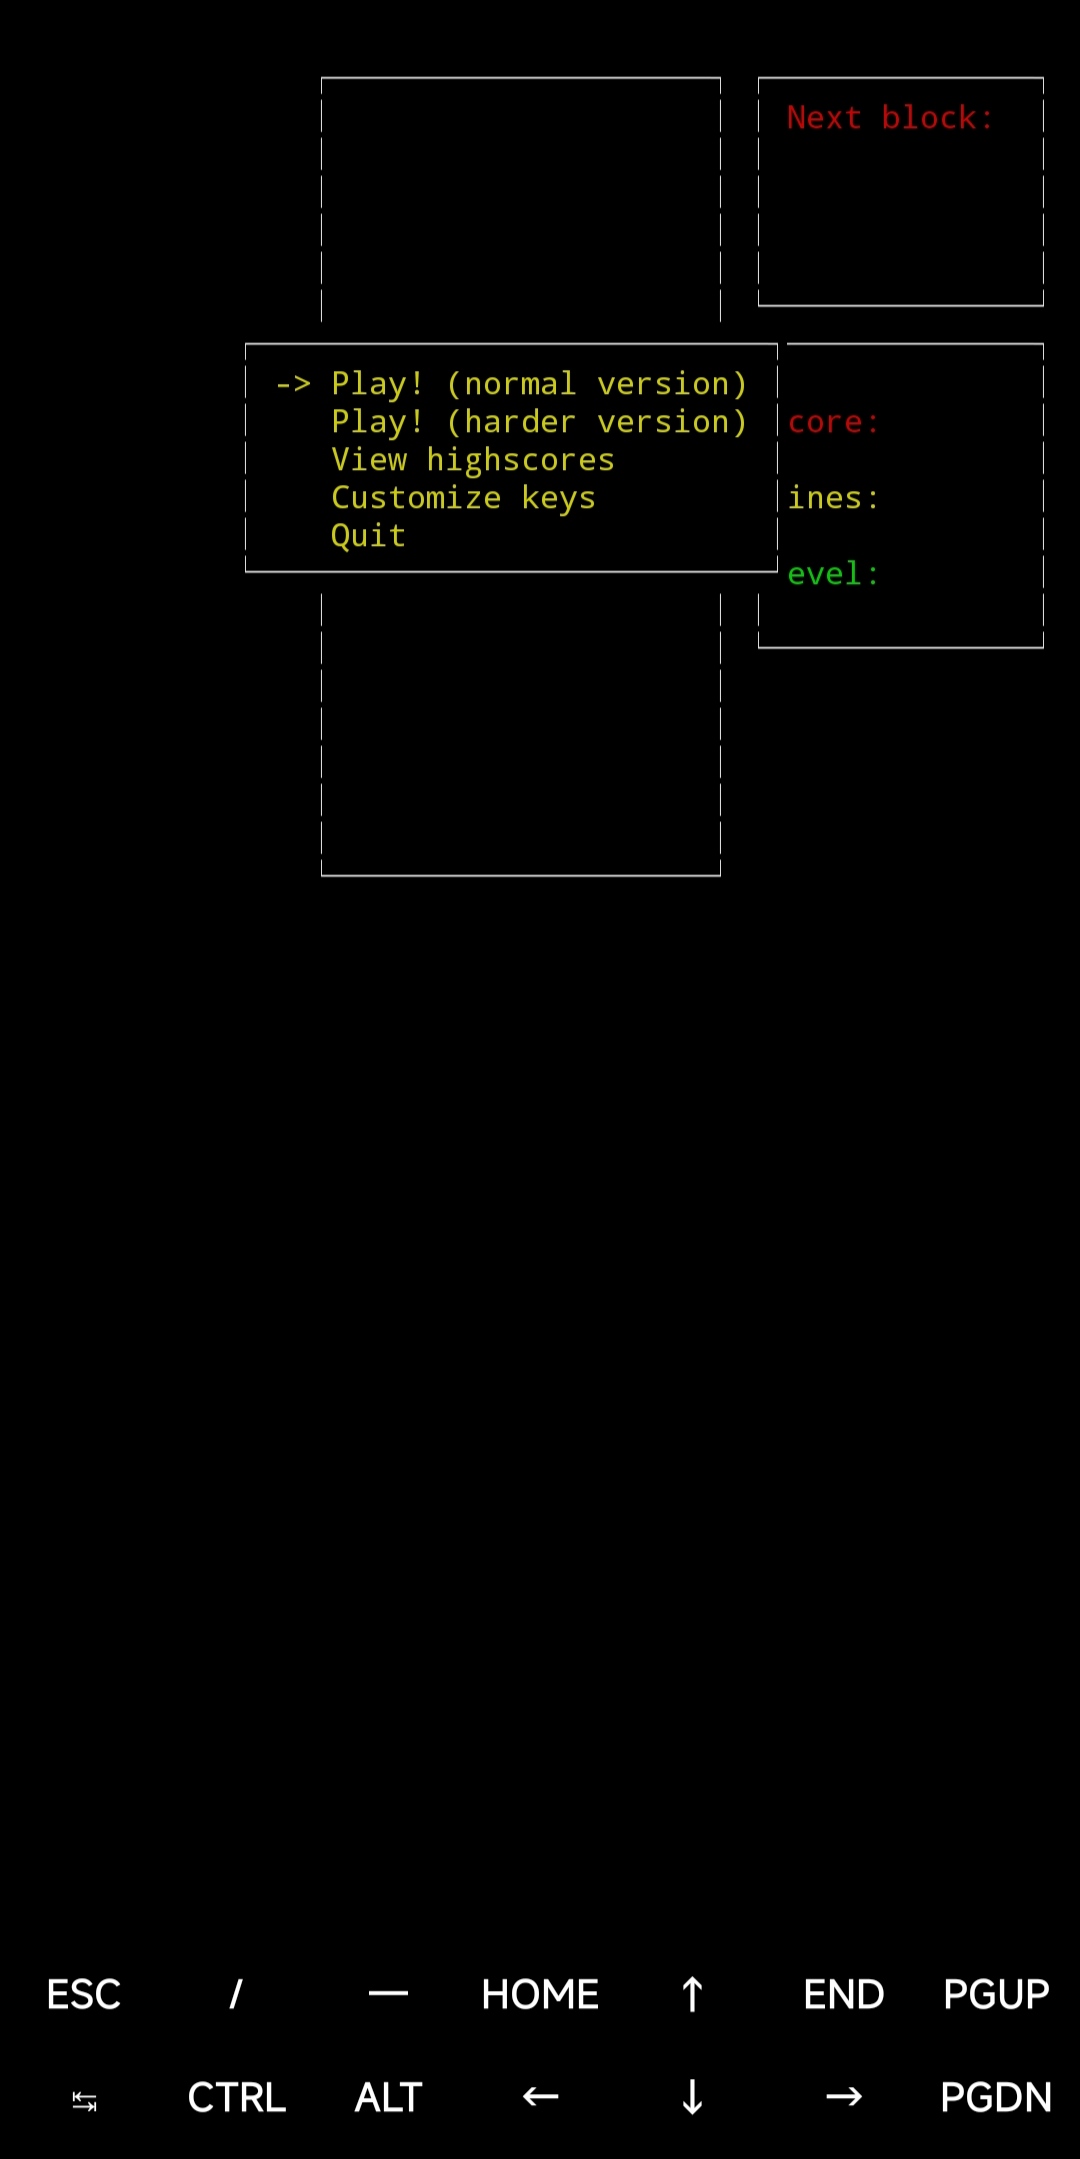 Next block:
-> Play! (normal version)
Play! (harder version)
core:
View highscores
Customize keys
ines:
Quit
evel:
ESC / — HOME ↑ END PGUP
↹ CTRL ALT ← ↓ → PGDN